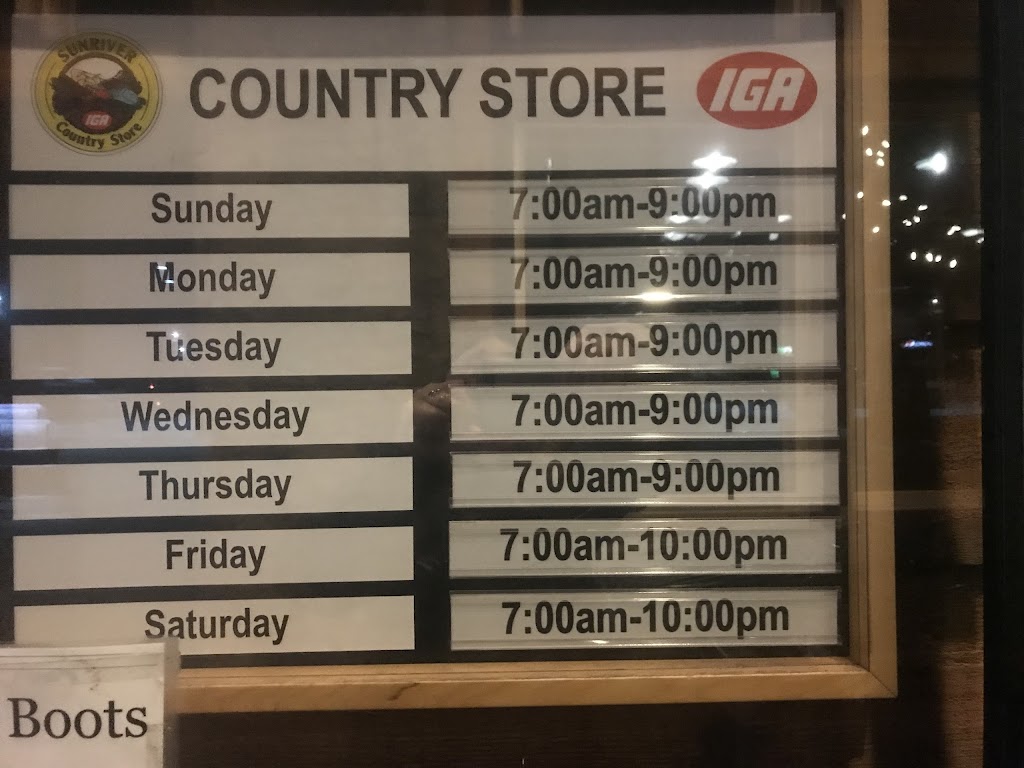 SUNRIVER
IGA
Country Store
COUNTRY STORE
IGA
Sunday 7:00am-9:00pm
Monday 7:00am-9:00pm
Tuesday 7:00am-9:00pm
Wednesday 7:00am-9:00pm
Thursday 7:00am-9:00pm
Friday 7:00am-10:00pm
Saturday 7:00am-10:00pm
Boots